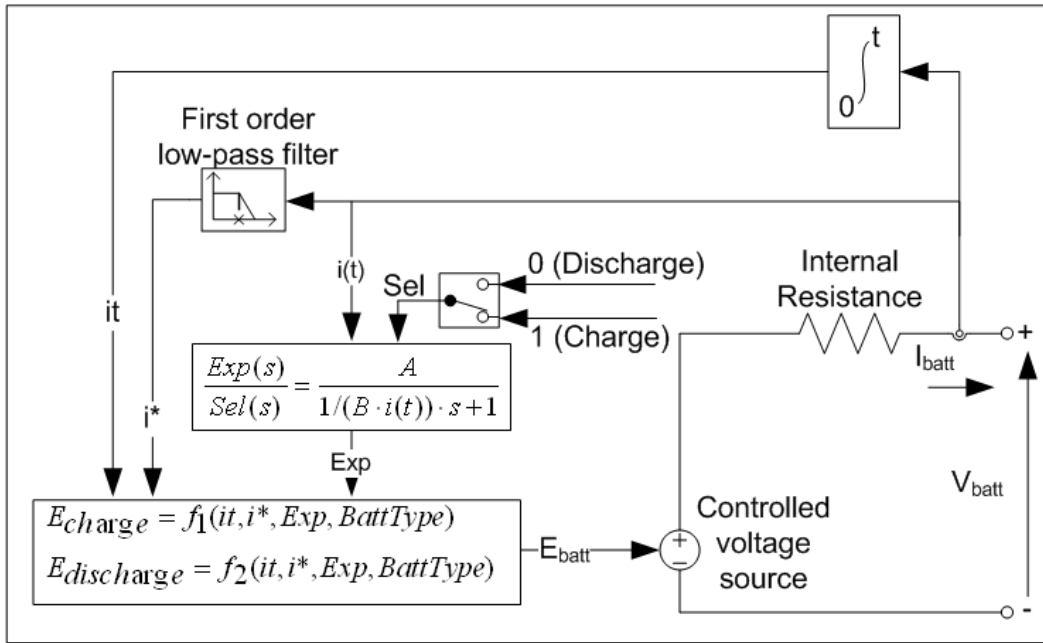 t
0
First order
low-pass filter
it
i*
i(t)
Sel
0 (Discharge)
1 (Charge)
Internal
Resistance
+
I_batt
Exp(s)/Sel(s) = A/(1/(B·i(t))·s+1)
Exp
V_batt
E_charge = f_1(it,i*,Exp,BattType)
E_discharge = f_2(it,i*,Exp,BattType)
E_batt
+
−
Controlled
voltage
source
-